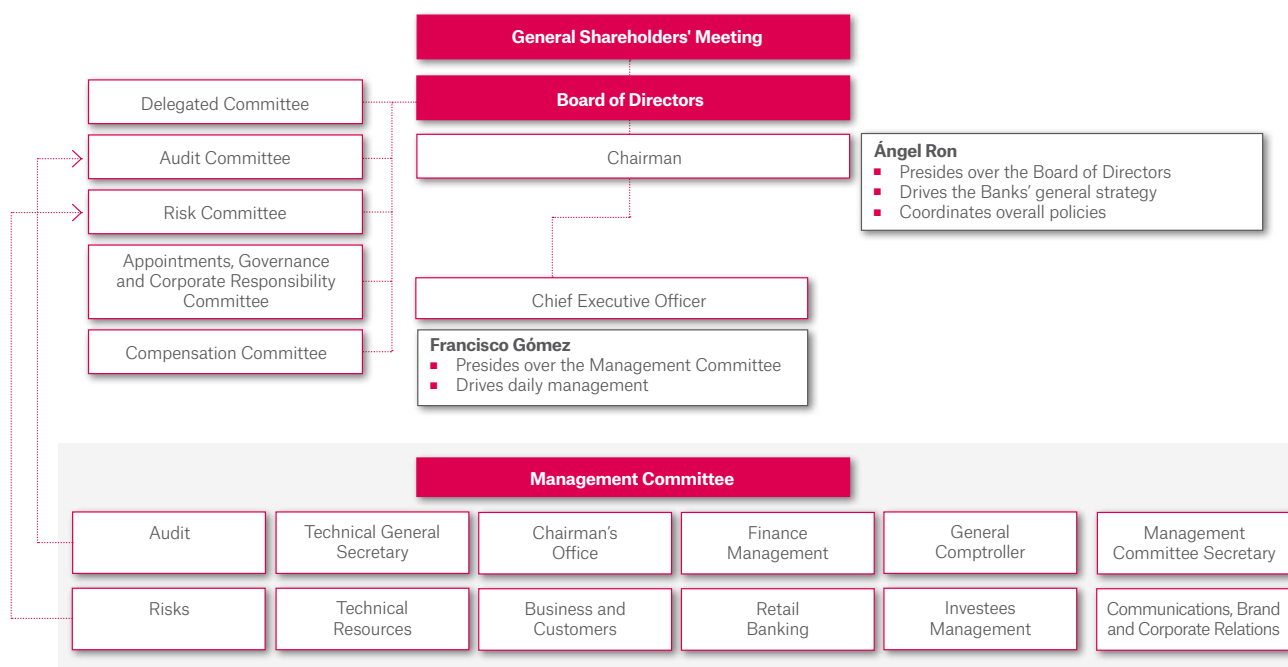 General Shareholders' Meeting
Board of Directors
Delegated Committee
Audit Committee
Risk Committee
Appointments, Governance
and Corporate Responsibility
Committee
Compensation Committee
Chairman
Ángel Ron
Presides over the Board of Directors
Drives the Banks’ general strategy
Coordinates overall policies
Chief Executive Officer
Francisco Gómez
Presides over the Management Committee
Drives daily management
Management Committee
Audit
Technical General
Secretary
Chairman’s
Office
Finance
Management
General
Comptroller
Management
Committee Secretary
Risks
Technical
Resources
Business and
Customers
Retail
Banking
Investees
Management
Communications, Brand
and Corporate Relations